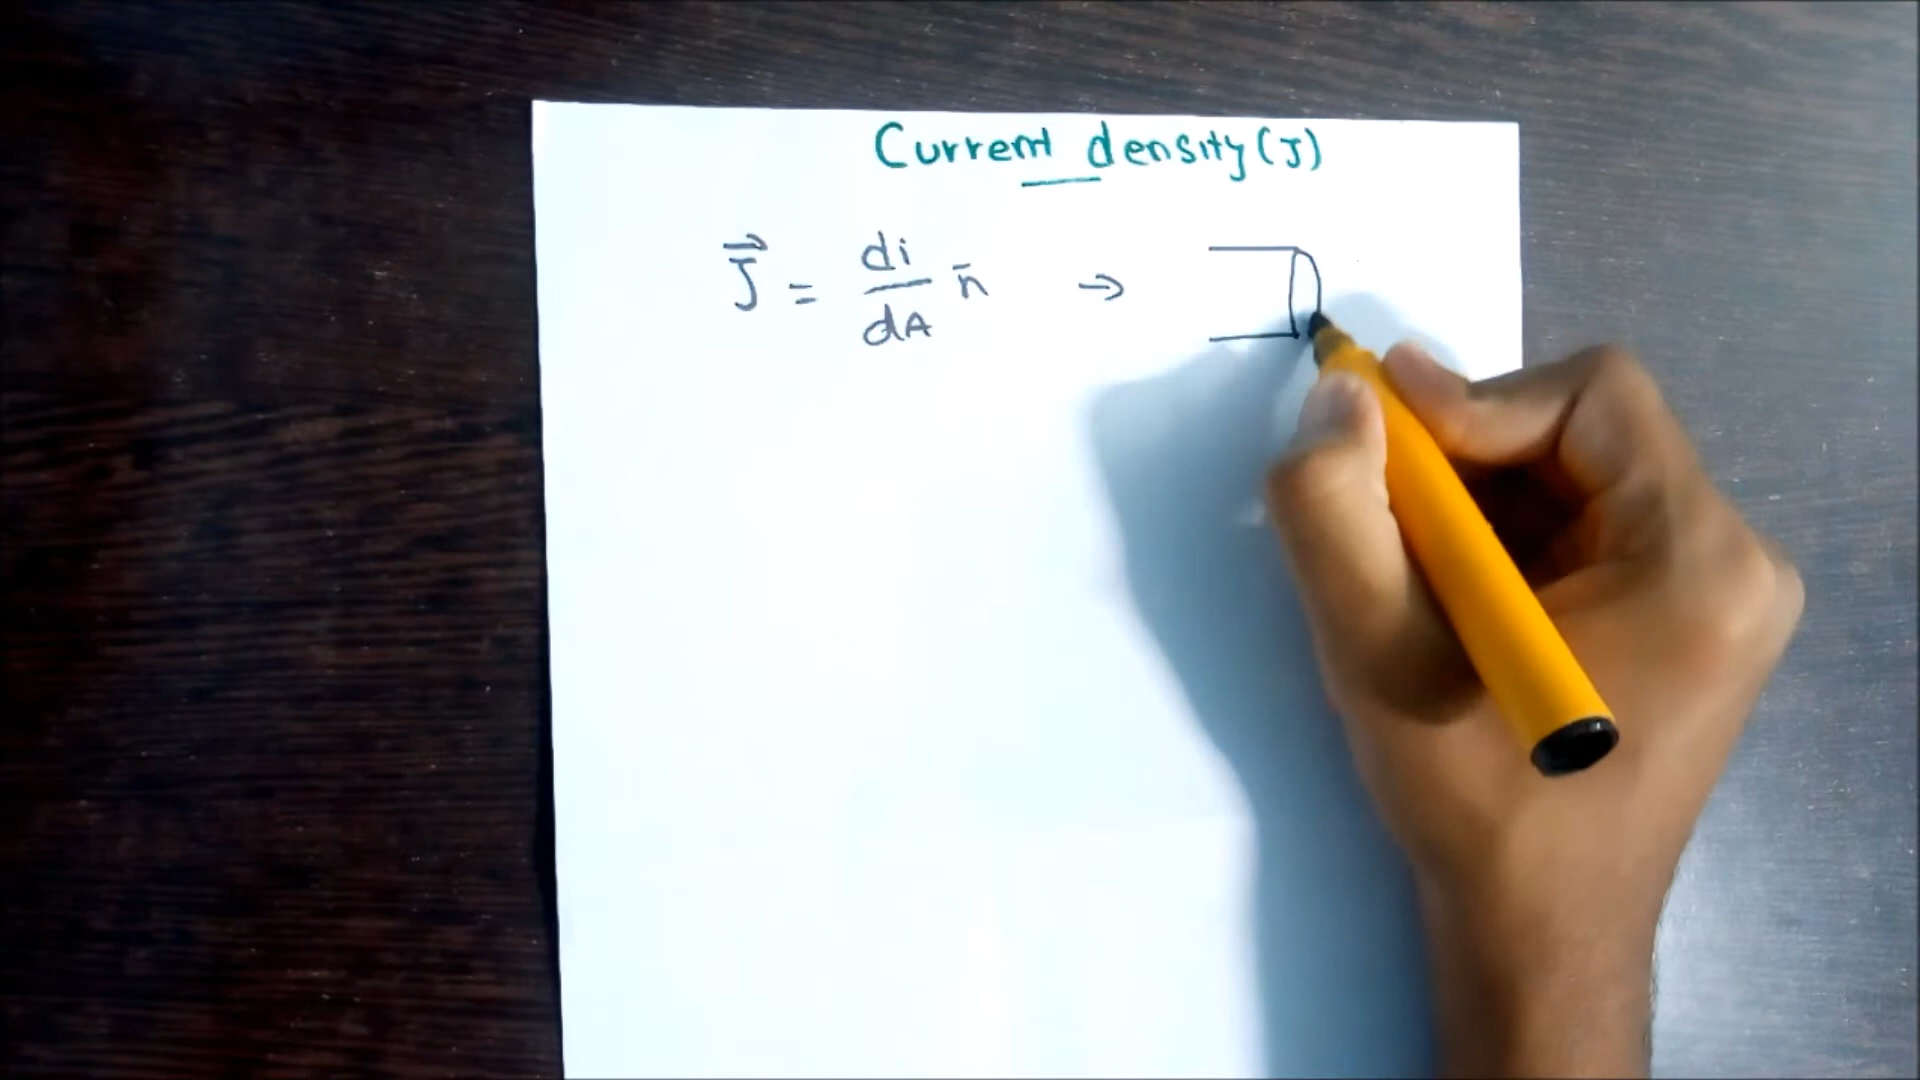 Current density (J)
J⃗ = di/dA n̄ →